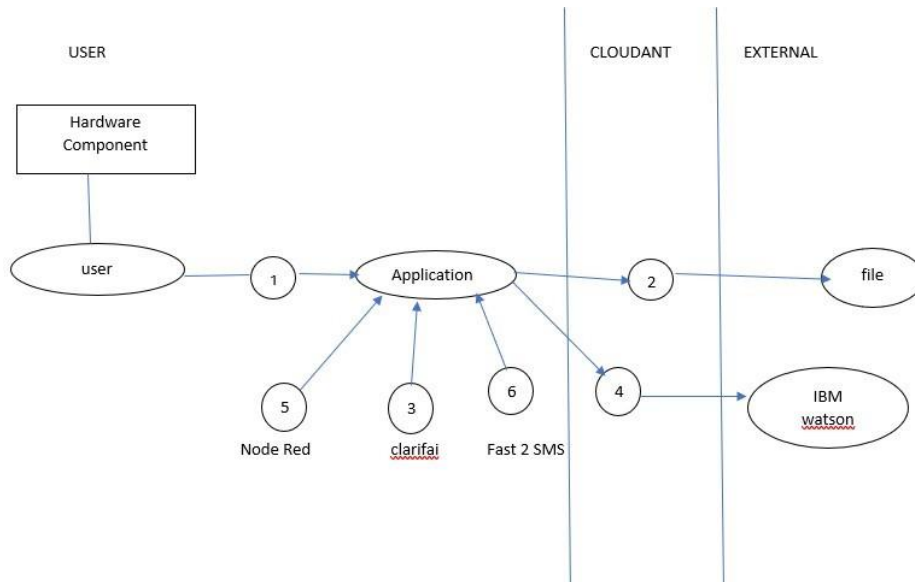 USER
CLOUDANT
EXTERNAL
Hardware
Component
user
1
Application
2
file
5
3
6
4
IBM
watson
Node Red
clarifai
Fast 2 SMS